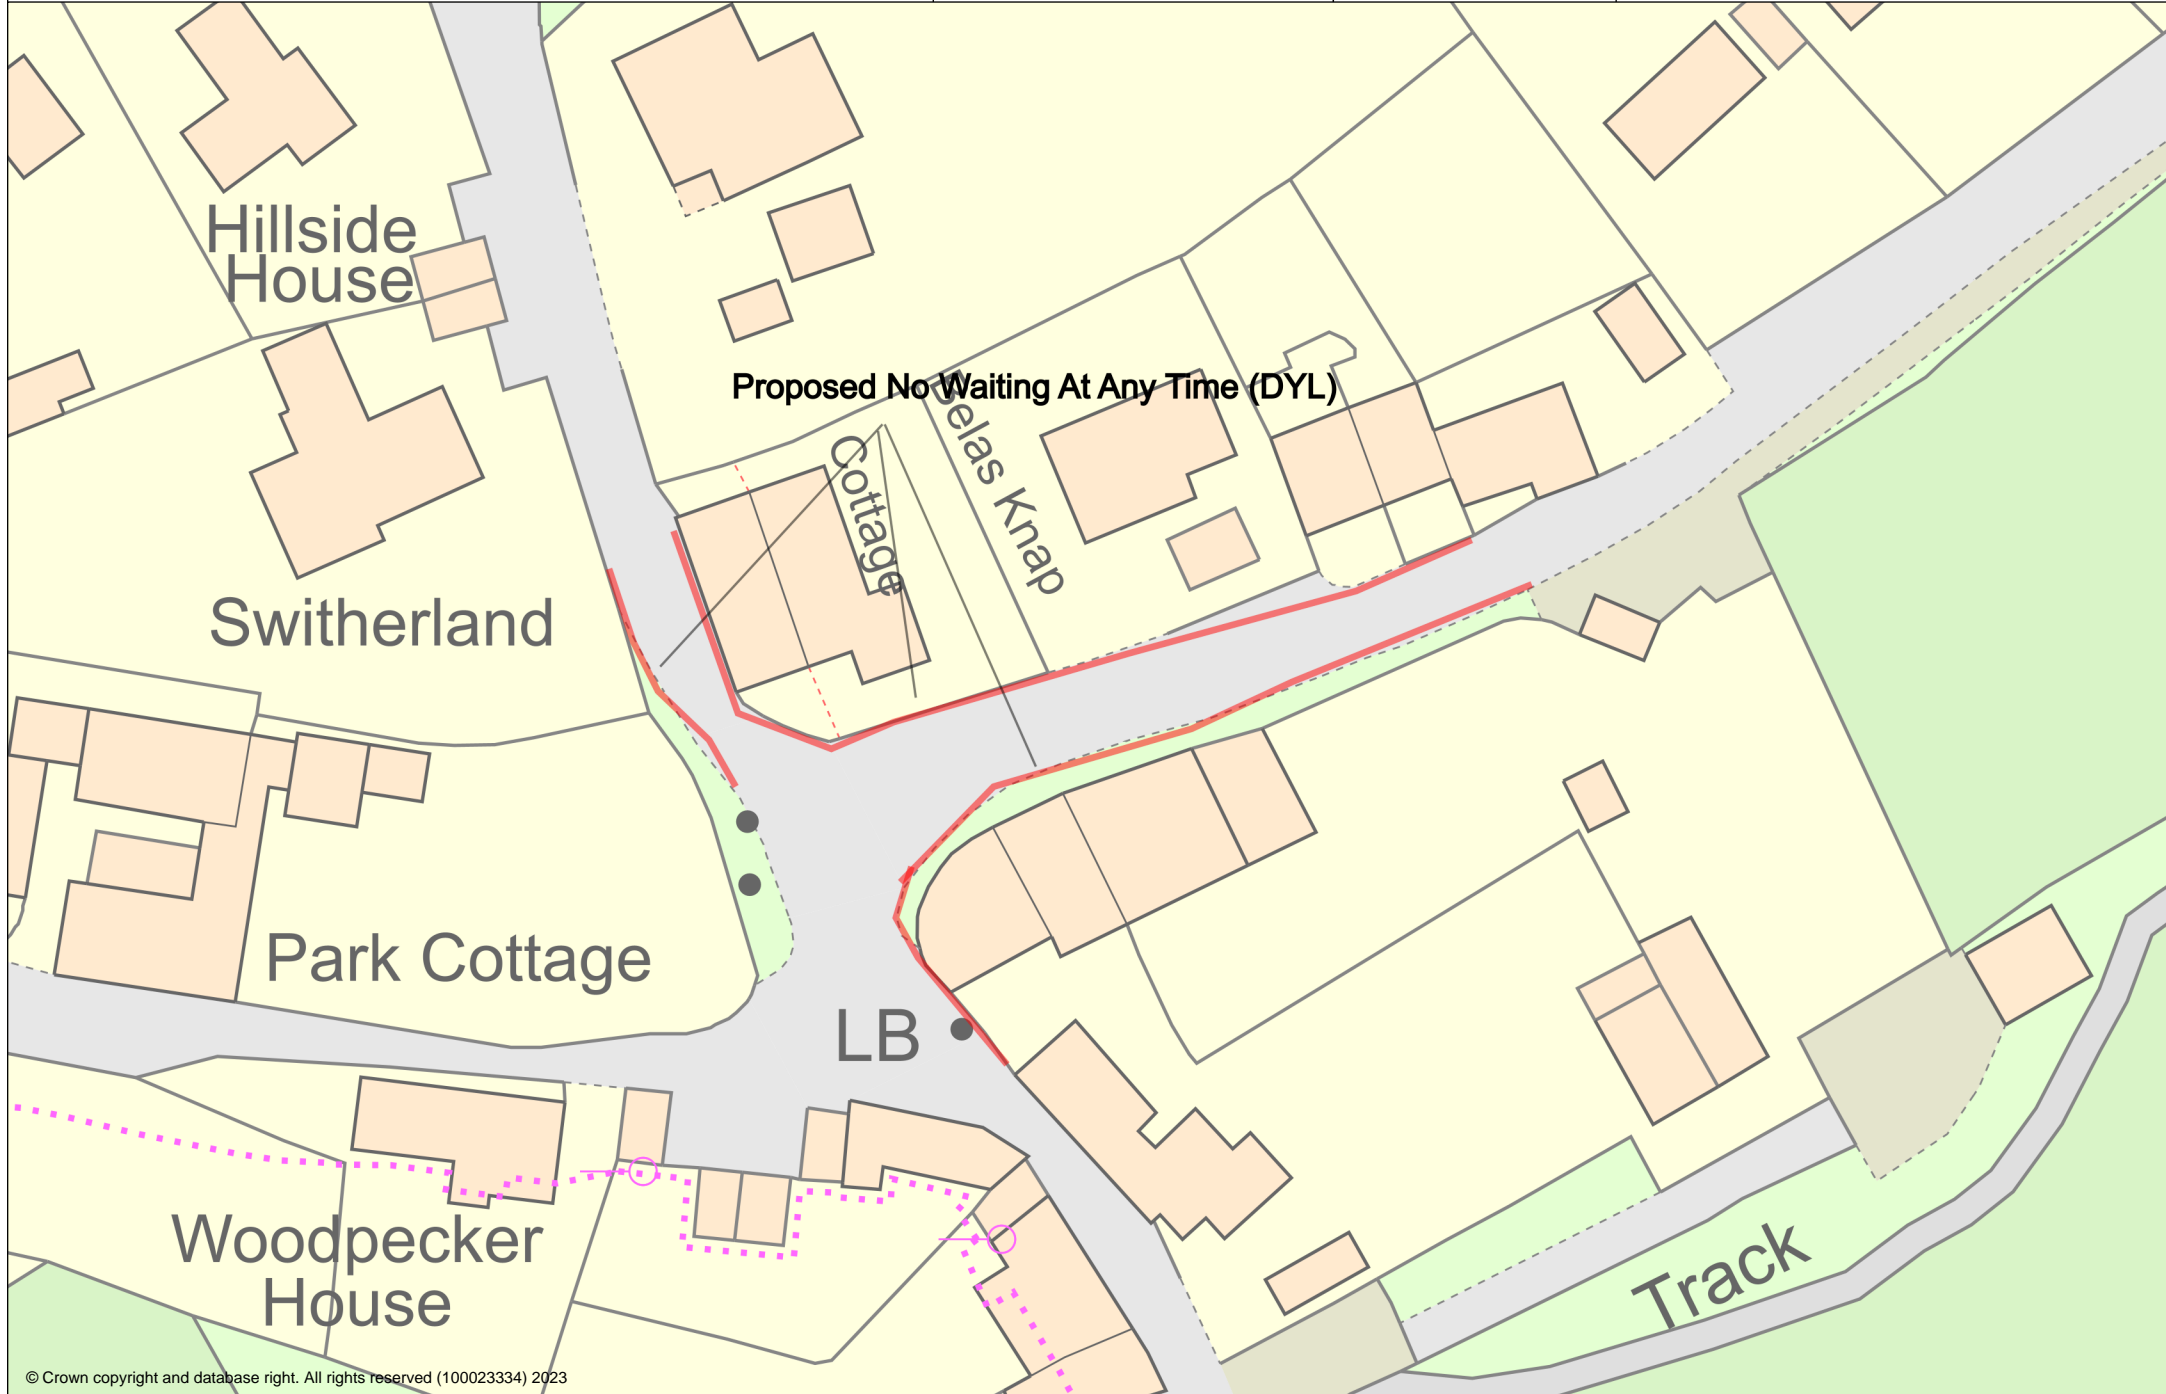 Hillside
House
Proposed No Waiting At Any Time (DYL)
Cottage
Belas Knap
Switherland
Park Cottage
LB
Woodpecker
House
Track
© Crown copyright and database right. All rights reserved (100023334) 2023